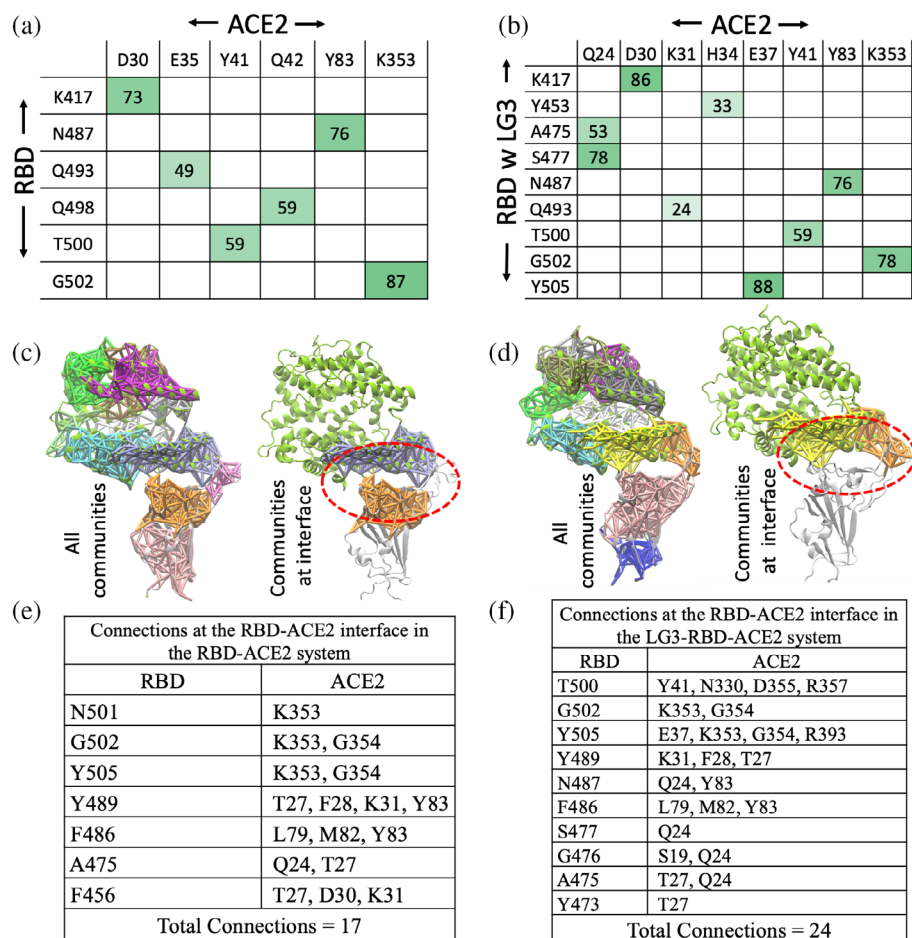 (a)
← ACE2 →
D30 E35 Y41 Q42 Y83 K353
← RBD →
K417 73
N487 76
Q493 49
Q498 59
T500 59
G502 87
(b)
← ACE2 →
Q24 D30 K31 H34 E37 Y41 Y83 K353
← RBD w LG3 →
K417 86
Y453 33
A475 53
S477 78
N487 76
Q493 24
T500 59
G502 78
Y505 88
(c)
All
communities
Communities
at interface
(d)
All
communities
Communities
at interface
(e)
Connections at the RBD-ACE2 interface in
the RBD-ACE2 system
RBD ACE2
N501 K353
G502 K353, G354
Y505 K353, G354
Y489 T27, F28, K31, Y83
F486 L79, M82, Y83
A475 Q24, T27
F456 T27, D30, K31
Total Connections = 17
(f)
Connections at the RBD-ACE2 interface in
the LG3-RBD-ACE2 system
RBD ACE2
T500 Y41, N330, D355, R357
G502 K353, G354
Y505 E37, K353, G354, R393
Y489 K31, F28, T27
N487 Q24, Y83
F486 L79, M82, Y83
S477 Q24
G476 S19, Q24
A475 T27, Q24
Y473 T27
Total Connections = 24